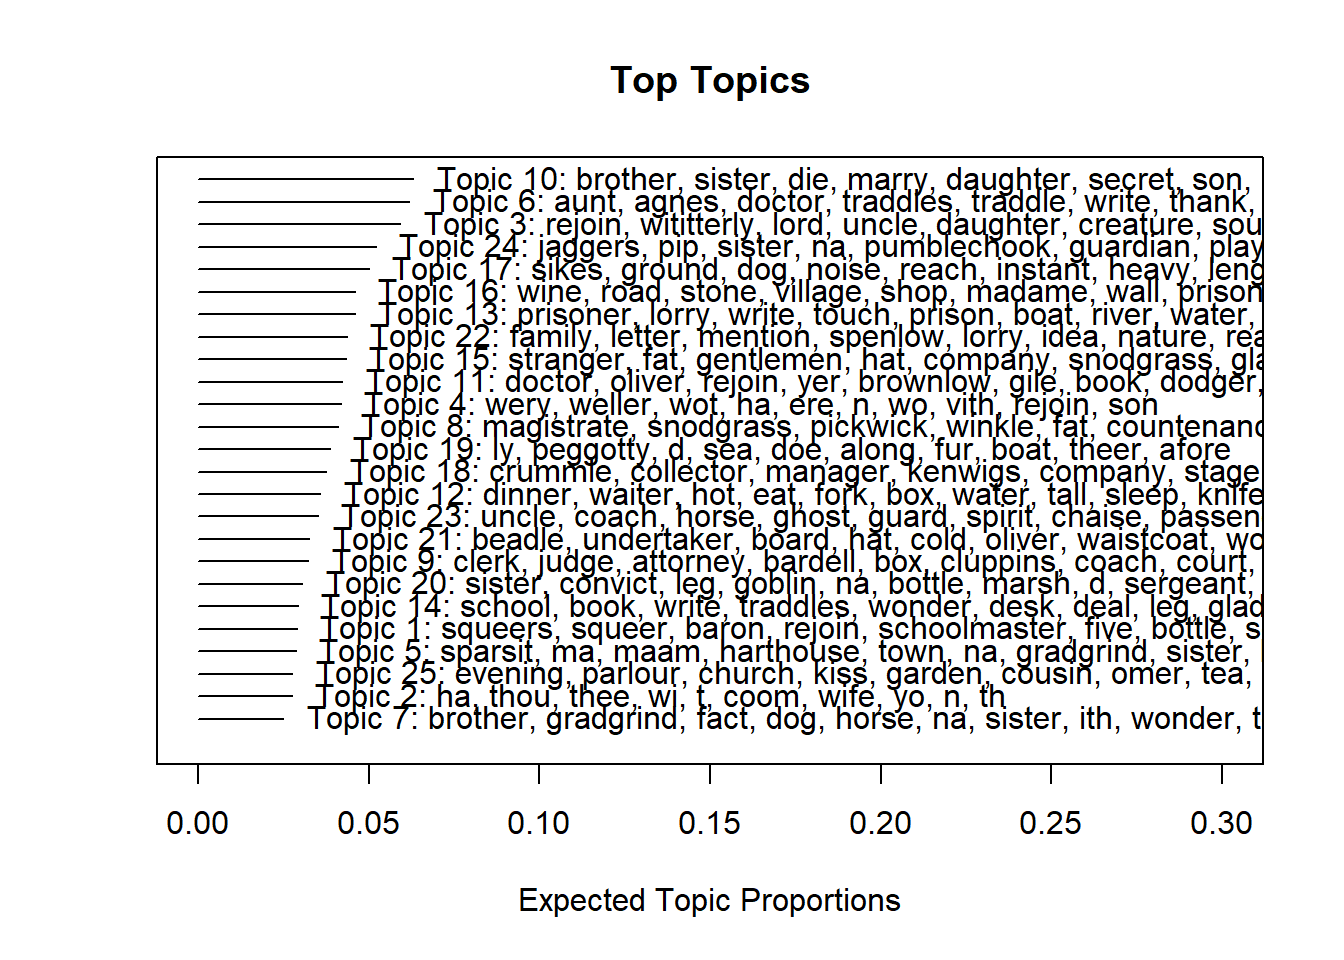 Top Topics
Topic 10: brother, sister, die, marry, daughter, secret, son,
Topic 6: aunt, agnes, doctor, traddles, traddle, write, thank,
Topic 3: rejoin, wititterly, lord, uncle, daughter, creature, sou
Topic 24: jaggers, pip, sister, na, pumblechook, guardian, play
Topic 17: sikes, ground, dog, noise, reach, instant, heavy, leng
Topic 16: wine, road, stone, village, shop, madame, wall, prison
Topic 13: prisoner, lorry, write, touch, prison, boat, river, water,
Topic 22: family, letter, mention, spenlow, lorry, idea, nature, rea
Topic 15: stranger, fat, gentlemen, hat, company, snodgrass, gla
Topic 11: doctor, oliver, rejoin, yer, brownlow, gile, book, dodger,
Topic 4: wery, weller, wot, ha, ere, n, wo, vith, rejoin, son
Topic 8: magistrate, snodgrass, pickwick, winkle, fat, countenanc
Topic 19: ly, peggotty, d, sea, doe, along, fur, boat, theer, afore
Topic 18: crummle, collector, manager, kenwigs, company, stage
Topic 12: dinner, waiter, hot, eat, fork, box, water, tall, sleep, knife
Topic 23: uncle, coach, horse, ghost, guard, spirit, chaise, passen
Topic 21: beadle, undertaker, board, hat, cold, oliver, waistcoat, wo
Topic 9: clerk, judge, attorney, bardell, box, cluppins, coach, court,
Topic 20: sister, convict, leg, goblin, na, bottle, marsh, d, sergeant,
Topic 14: school, book, write, traddles, wonder, desk, deal, leg, glad
Topic 1: squeers, squeer, baron, rejoin, schoolmaster, five, bottle, s
Topic 5: sparsit, ma, maam, harthouse, town, na, gradgrind, sister,
Topic 25: evening, parlour, church, kiss, garden, cousin, omer, tea,
Topic 2: ha, thou, thee, wi, t, coom, wife, yo, n, th
Topic 7: brother, gradgrind, fact, dog, horse, na, sister, ith, wonder, t
0.00 0.05 0.10 0.15 0.20 0.25 0.30
Expected Topic Proportions